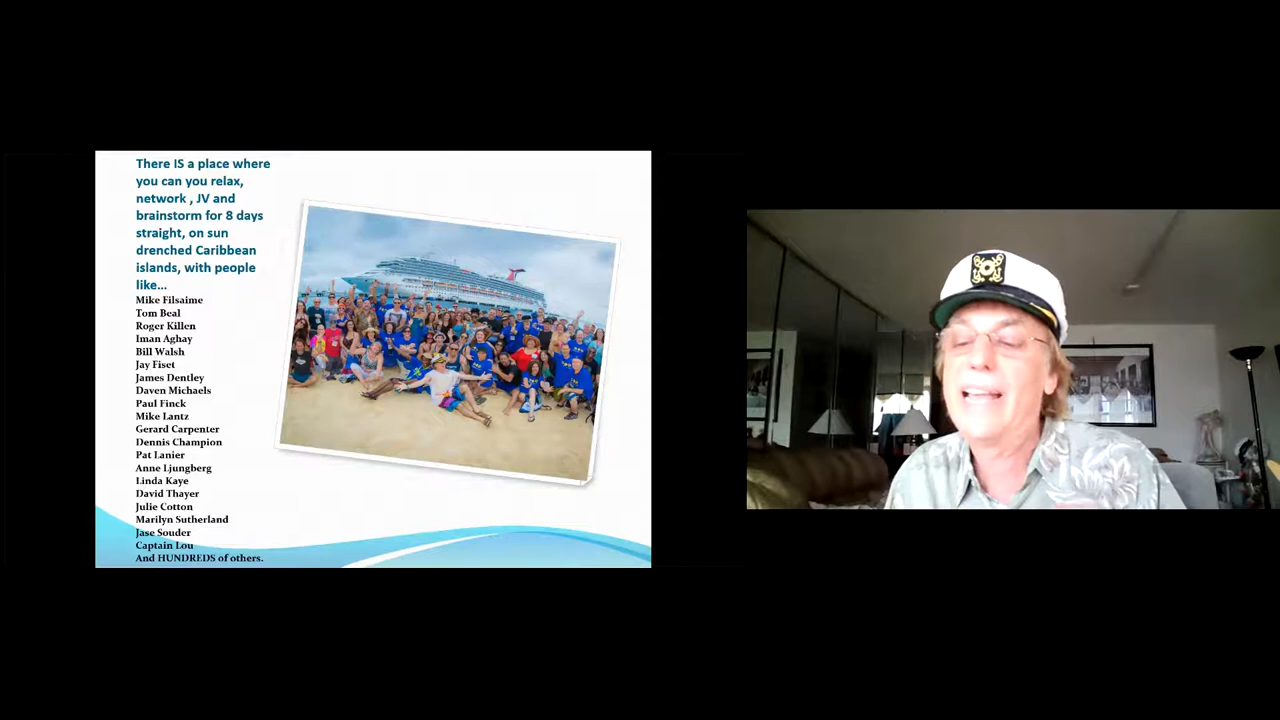 There IS a place where
you can you relax,
network , JV and
brainstorm for 8 days
straight, on sun
drenched Caribbean
islands, with people
like...
Mike Filsaime
Tom Beal
Roger Killen
Iman Aghay
Bill Walsh
Jay Fiset
James Dentley
Daven Michaels
Paul Finck
Mike Lantz
Gerard Carpenter
Dennis Champion
Pat Lanier
Anne Ljungberg
Linda Kaye
David Thayer
Julie Cotton
Marilyn Sutherland
Jase Souder
Captain Lou
And HUNDREDS of others.